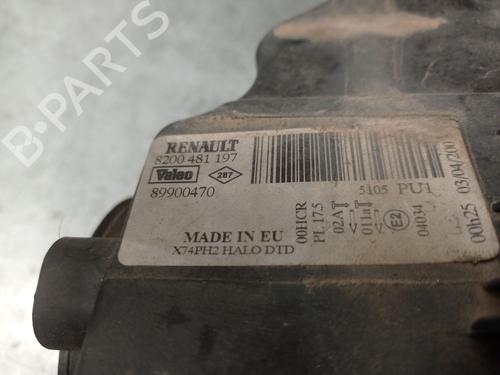 B-PARTS
RENAULT
8200 481 197
Valeo 287
89900470
MADE IN EU
X74PH2 HALO DTD
5105 PU1
00HCR
PL 17.5
02A
011a
E2
04034
00h25 03/04/200